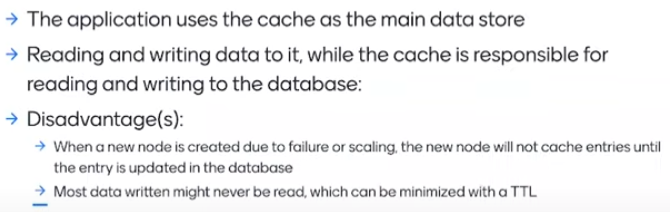 → The application uses the cache as the main data store
→ Reading and writing data to it, while the cache is responsible for
reading and writing to the database:
→ Disadvantage(s):
→ When a new node is created due to failure or scaling, the new node will not cache entries until
the entry is updated in the database
→ Most data written might never be read, which can be minimized with a TTL